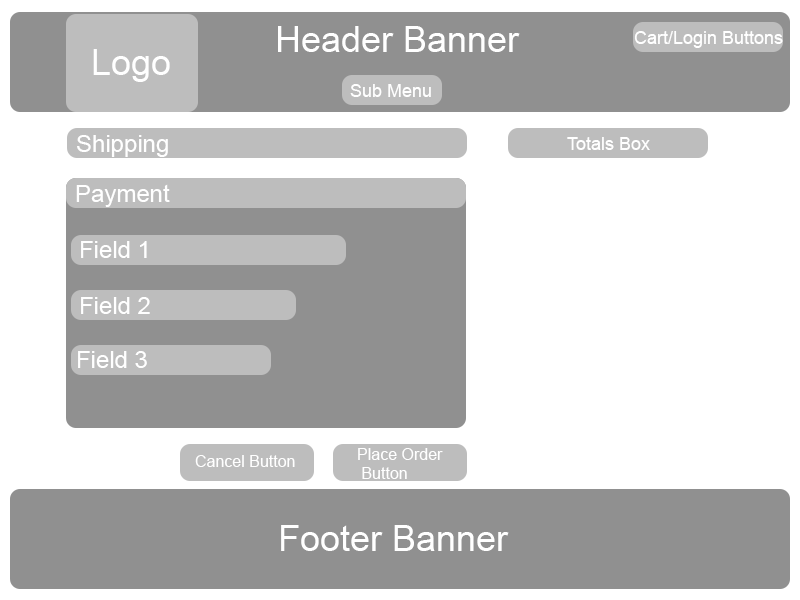 Logo
Header Banner
Cart/Login Buttons
Sub Menu
Shipping
Totals Box
Payment
Field 1
Field 2
Field 3
Cancel Button
Place Order
Button
Footer Banner